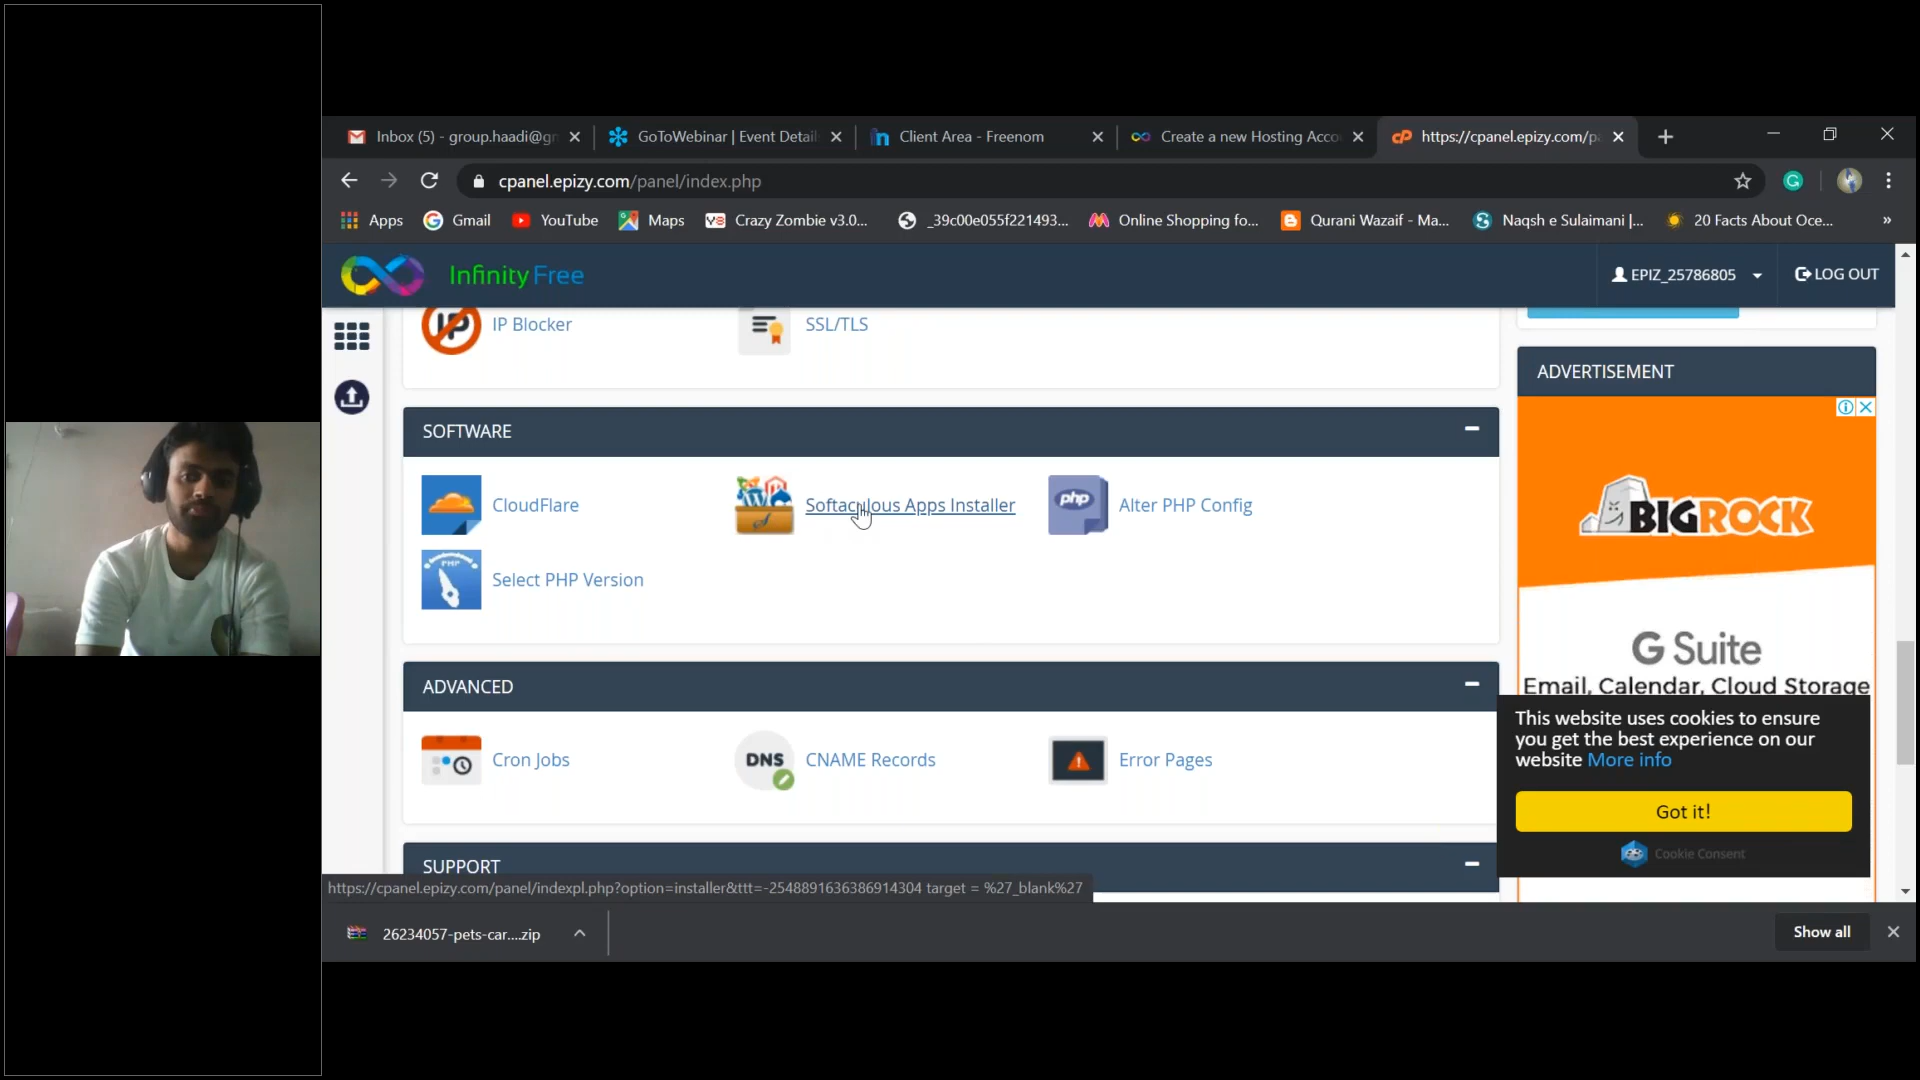 Inbox (5) - group.haadi@gr
GoToWebinar | Event Detail
Client Area - Freenom
Create a new Hosting Acco
https://cpanel.epizy.com/p
cpanel.epizy.com/panel/index.php
Apps
Gmail
YouTube
Maps
Crazy Zombie v3.0...
_39c00e055f221493...
Online Shopping fo...
Qurani Wazaif - Ma...
Naqsh e Sulaimani |...
20 Facts About Oce...
»
InfinityFree
EPIZ_25786805
LOG OUT
IP Blocker
SSL/TLS
ADVERTISEMENT
SOFTWARE
CloudFlare
Softaculous Apps Installer
php
Alter PHP Config
BIGROCK
PHP
Select PHP Version
G Suite
Email, Calendar, Cloud Storage
ADVANCED
Cron Jobs
DNS
CNAME Records
Error Pages
This website uses cookies to ensure
you get the best experience on our
website More info
Got it!
Cookie Consent
SUPPORT
https://cpanel.epizy.com/panel/indexpl.php?option=installer&ttt=-2548891636386914304 target = %27_blank%27
26234057-pets-car....zip
Show all